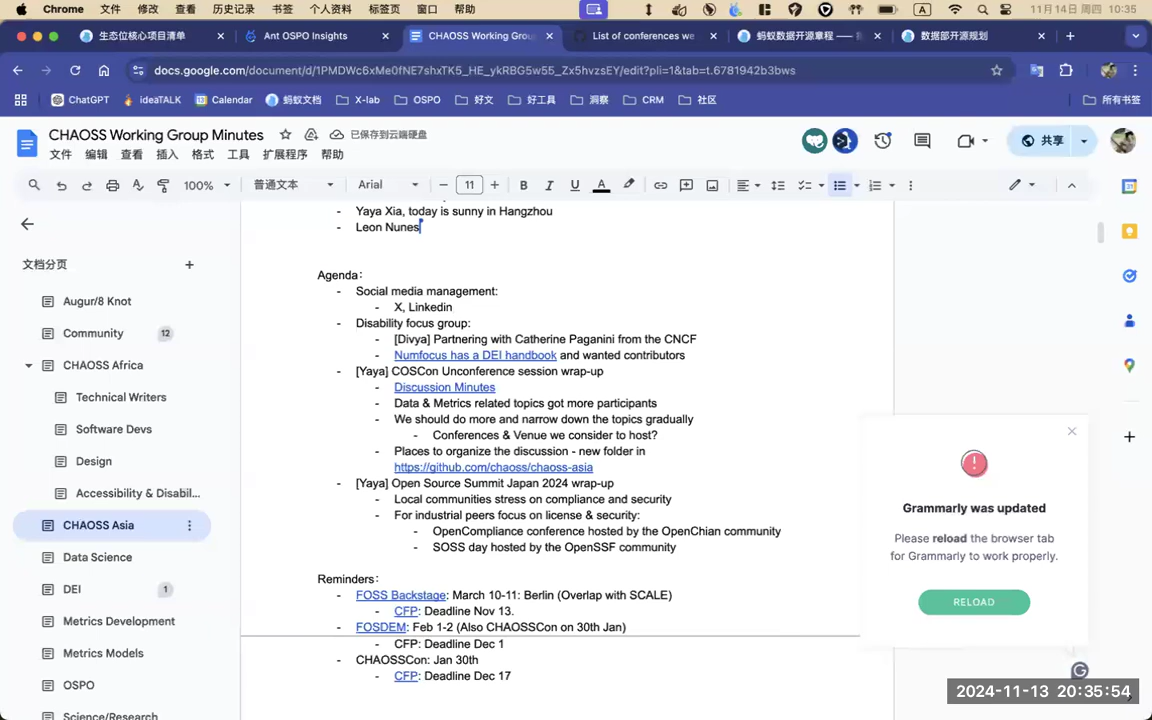 Chrome 文件 修改 查看 历史记录 书签 个人资料 标签页 窗口 帮助 A 11月14日 周四 10:35
生态位核心项目清单 Ant OSPO Insights CHAOSS Working Grou List of conferences we 蚂蚁数据开源章程 —— 数据部开源规划
docs.google.com/document/d/1PMDWc6xMe0fNE7shxTK5_HE_ykRBG5w55_Zx5hvzsEY/edit?pli=1&tab=t.6781942b3bws
ChatGPT ideaTALK Calendar 蚂蚁文档 X-lab OSPO 好文 好工具 洞察 CRM 社区 所有书签
CHAOSS Working Group Minutes 已保存到云端硬盘
文件 编辑 查看 插入 格式 工具 扩展程序 帮助 共享
100% 普通文本 Arial 11 B I U A
文档分页
Augur/8 Knot
Community 12
CHAOSS Africa
Technical Writers
Software Devs
Design
Accessibility & Disabil...
CHAOSS Asia
Data Science
DEI 1
Metrics Development
Metrics Models
OSPO
Science/Research
- Yaya Xia, today is sunny in Hangzhou
- Leon Nunes
Agenda:
- Social media management:
- X, Linkedin
- Disability focus group:
- [Divya] Partnering with Catherine Paganini from the CNCF
- Numfocus has a DEI handbook and wanted contributors
- [Yaya] COSCon Unconference session wrap-up
- Discussion Minutes
- Data & Metrics related topics got more participants
- We should do more and narrow down the topics gradually
- Conferences & Venue we consider to host?
- Places to organize the discussion - new folder in
https://github.com/chaoss/chaoss-asia
- [Yaya] Open Source Summit Japan 2024 wrap-up
- Local communities stress on compliance and security
- For industrial peers focus on license & security:
- OpenCompliance conference hosted by the OpenChian community
- SOSS day hosted by the OpenSSF community
Reminders:
- FOSS Backstage: March 10-11: Berlin (Overlap with SCALE)
- CFP: Deadline Nov 13.
- FOSDEM: Feb 1-2 (Also CHAOSSCon on 30th Jan)
- CFP: Deadline Dec 1
- CHAOSSCon: Jan 30th
- CFP: Deadline Dec 17
Grammarly was updated
Please reload the browser tab
for Grammarly to work properly.
RELOAD
2024-11-13 20:35:54